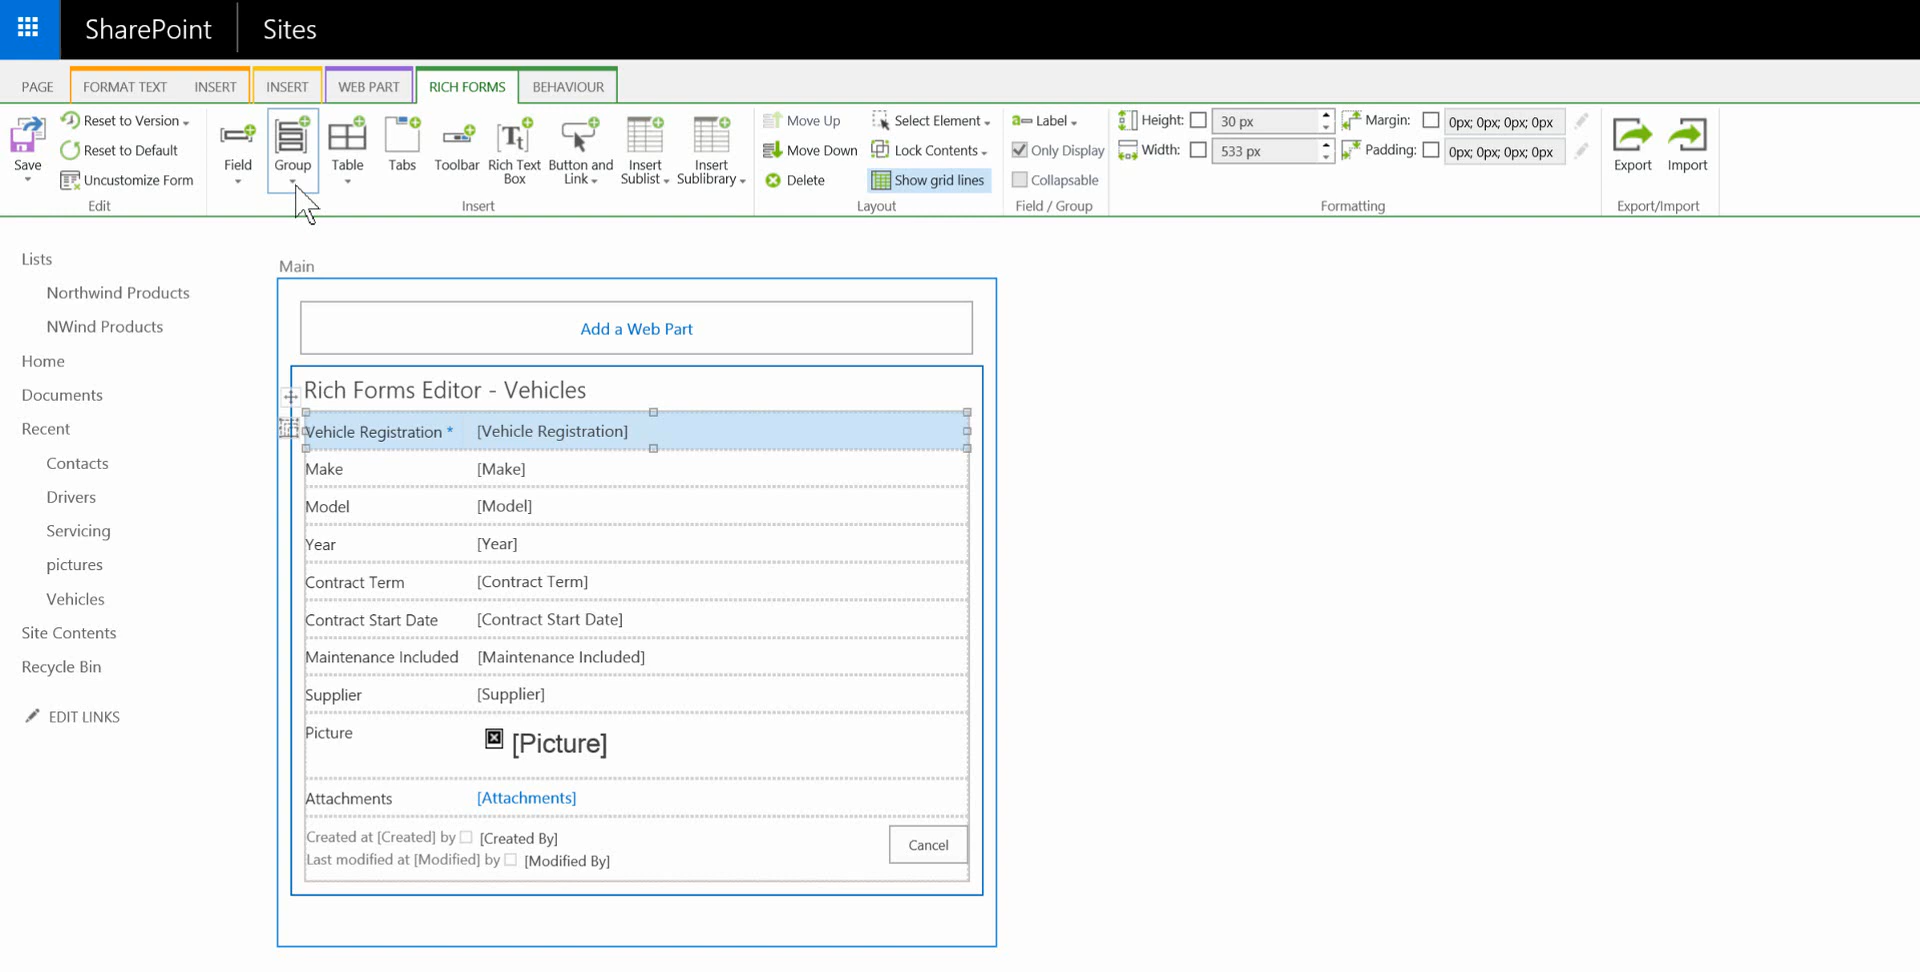 SharePoint Sites
PAGE FORMAT TEXT INSERT INSERT WEB PART RICH FORMS BEHAVIOUR
Save
Reset to Version
Reset to Default
Uncustomize Form
Edit
Field
Group
Table
Tabs
Toolbar
Rich Text
Box
Button and
Link
Insert
Sublist
Insert
Sublibrary
Insert
Move Up
Move Down
Delete
Select Element
Lock Contents
Show grid lines
Layout
Label
Only Display
Collapsable
Field / Group
Height: 30 px
Width: 533 px
Margin: 0px; 0px; 0px; 0px
Padding: 0px; 0px; 0px; 0px
Formatting
Export
Import
Export/Import
Lists
Northwind Products
NWind Products
Home
Documents
Recent
Contacts
Drivers
Servicing
pictures
Vehicles
Site Contents
Recycle Bin
EDIT LINKS
Main
Add a Web Part
Rich Forms Editor - Vehicles
Vehicle Registration * [Vehicle Registration]
Make [Make]
Model [Model]
Year [Year]
Contract Term [Contract Term]
Contract Start Date [Contract Start Date]
Maintenance Included [Maintenance Included]
Supplier [Supplier]
Picture [Picture]
Attachments [Attachments]
Created at [Created] by [Created By]
Last modified at [Modified] by [Modified By]
Cancel